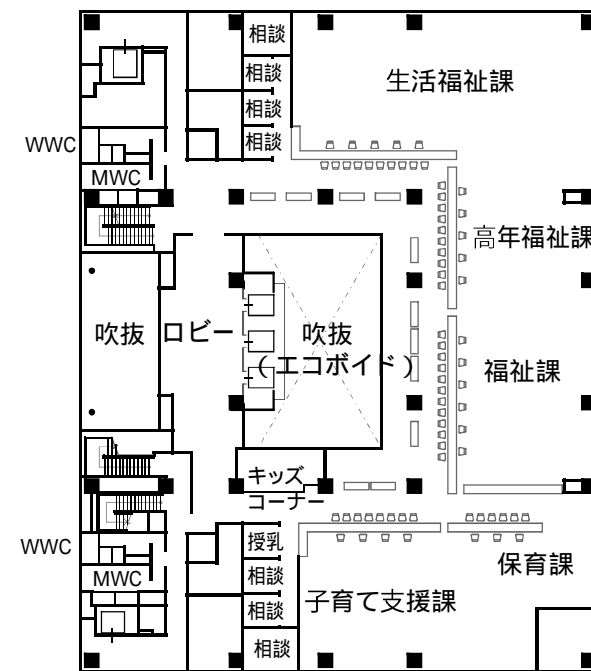 相談
相談
相談
相談
生活福祉課
WWC
MWC
高年福祉課
吹抜
ロビー
吹抜
(エコボイド)
福祉課
キッズ
コーナー
WWC
MWC
授乳
相談
相談
相談
子育て支援課
保育課